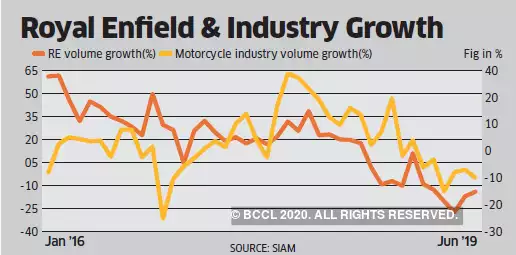 Royal Enfield & Industry Growth
RE volume growth(%) Motorcycle industry volume growth(%) Fig in %
65 40
50 30
35 20
20 10
05 0
-10 -10
-25 -20
-40 -30
© BCCL 2020. ALL RIGHTS RESERVED.
Jan '16 Jun '19
SOURCE: SIAM